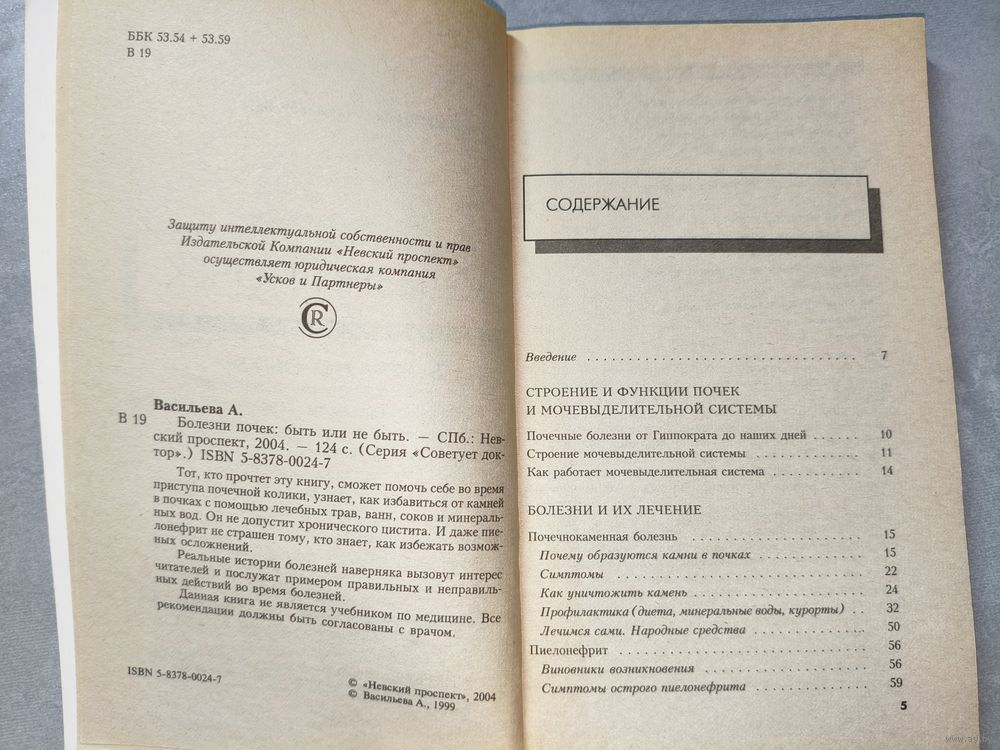 ББК 53.54 + 53.59
В 19
Защиту интеллектуальной собственности и прав
Издательской Компании «Невский проспект»
осуществляет юридическая компания
«Усков и Партнеры»
CR
Васильева А.
В 19
Болезни почек: быть или не быть. — СПб.: Нев-
ский проспект, 2004. — 124 с. (Серия «Советует док-
тор».) ISBN 5-8378-0024-7
Тот, кто прочтет эту книгу, сможет помочь себе во время
приступа почечной колики, узнает, как избавиться от камней
в почках с помощью лечебных трав, ванн, соков и минераль-
ных вод. Он не допустит хронического цистита. И даже пие-
лонефрит не страшен тому, кто знает, как избежать возмож-
ных осложнений.
Реальные истории болезней наверняка вызовут интерес
читателей и послужат примером правильных и неправиль-
ных действий во время болезней.
Данная книга не является учебником по медицине. Все
рекомендации должны быть согласованы с врачом.
ISBN 5-8378-0024-7
© «Невский проспект», 2004
© Васильева А., 1999
СОДЕРЖАНИЕ
Введение . . . . . . . . . . . . . . . . . . . . . . . . 7
СТРОЕНИЕ И ФУНКЦИИ ПОЧЕК
И МОЧЕВЫДЕЛИТЕЛЬНОЙ СИСТЕМЫ
Почечные болезни от Гиппократа до наших дней . . . . . . 10
Строение мочевыделительной системы . . . . . . . . . . . 11
Как работает мочевыделительная система . . . . . . . . . 14
БОЛЕЗНИ И ИХ ЛЕЧЕНИЕ
Почечнокаменная болезнь . . . . . . . . . . . . . . . . 15
Почему образуются камни в почках . . . . . . . . . . . 15
Симптомы . . . . . . . . . . . . . . . . . . . . . . 22
Как уничтожить камень . . . . . . . . . . . . . . . . 24
Профилактика (диета, минеральные воды, курорты) . . 32
Лечимся сами. Народные средства . . . . . . . . . . . 50
Пиелонефрит . . . . . . . . . . . . . . . . . . . . . 56
Виновники возникновения . . . . . . . . . . . . . . . 56
Симптомы острого пиелонефрита . . . . . . . . . . . . 59
5